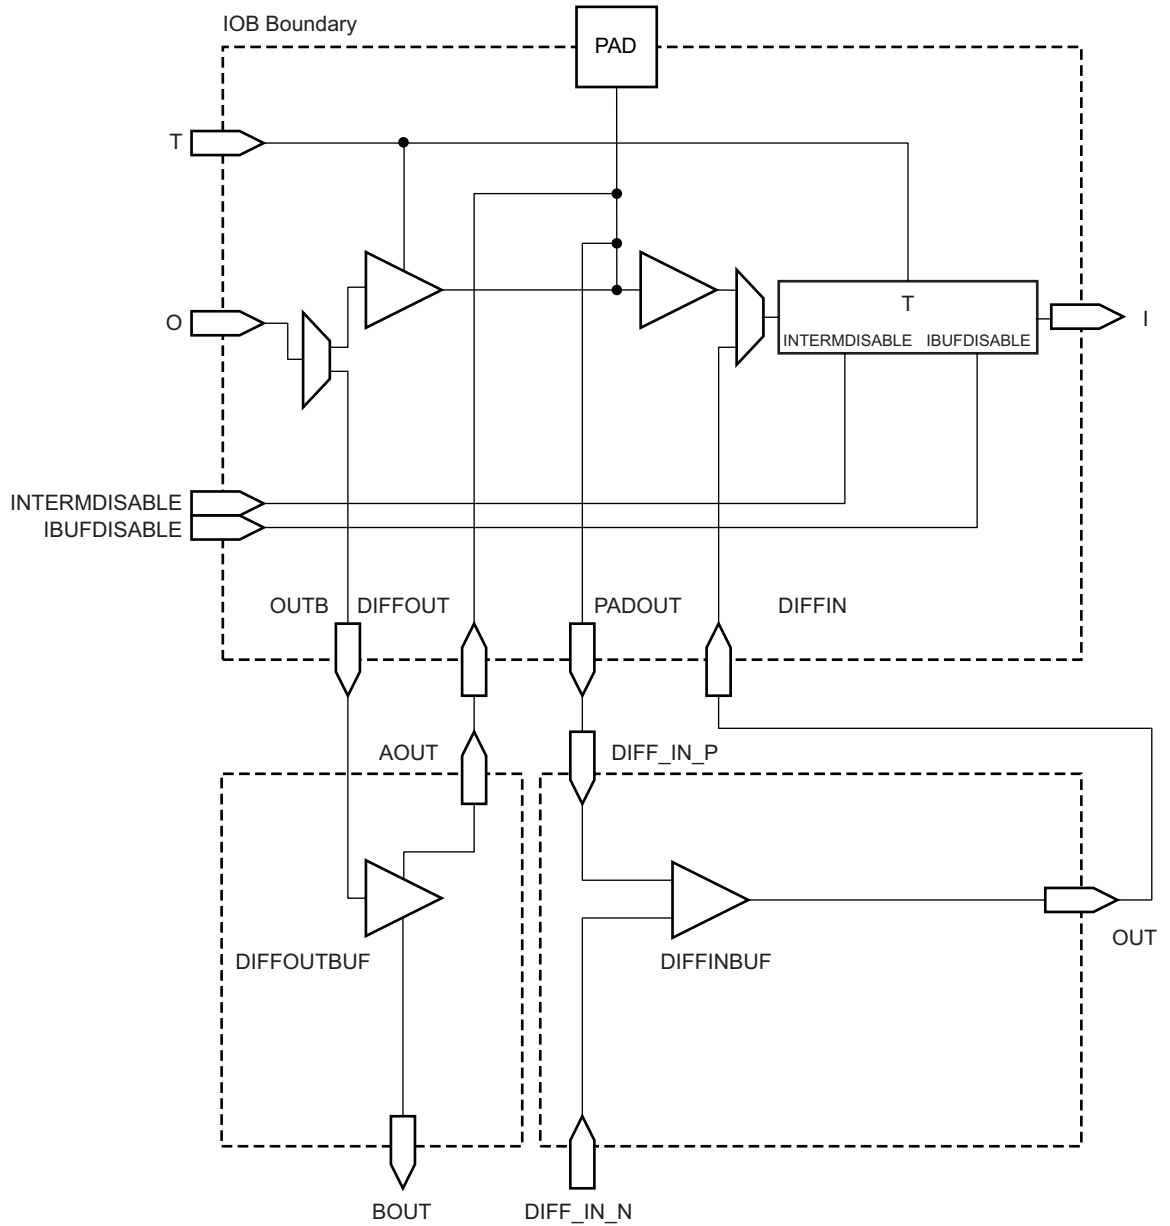 IOB Boundary
PAD
T
O
T
INTERMDISABLE IBUFDISABLE
I
INTERMDISABLE
IBUFDISABLE
OUTB DIFFOUT PADOUT DIFFIN
AOUT DIFF_IN_P
DIFFOUTBUF DIFFINBUF
OUT
BOUT DIFF_IN_N